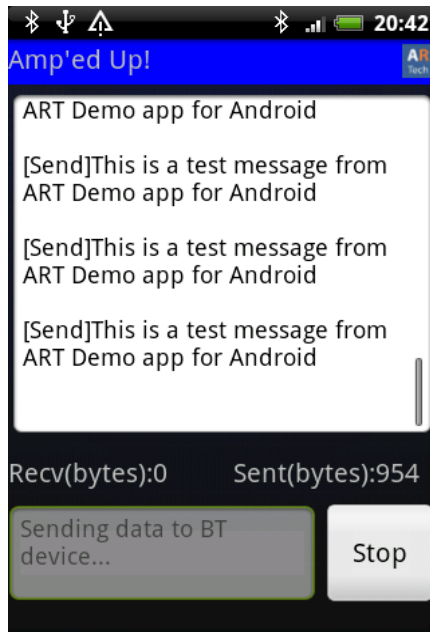 20:42
Amp'ed Up!
AR
Tech
ART Demo app for Android
[Send]This is a test message from
ART Demo app for Android
[Send]This is a test message from
ART Demo app for Android
[Send]This is a test message from
ART Demo app for Android
Recv(bytes):0 Sent(bytes):954
Sending data to BT
device...
Stop